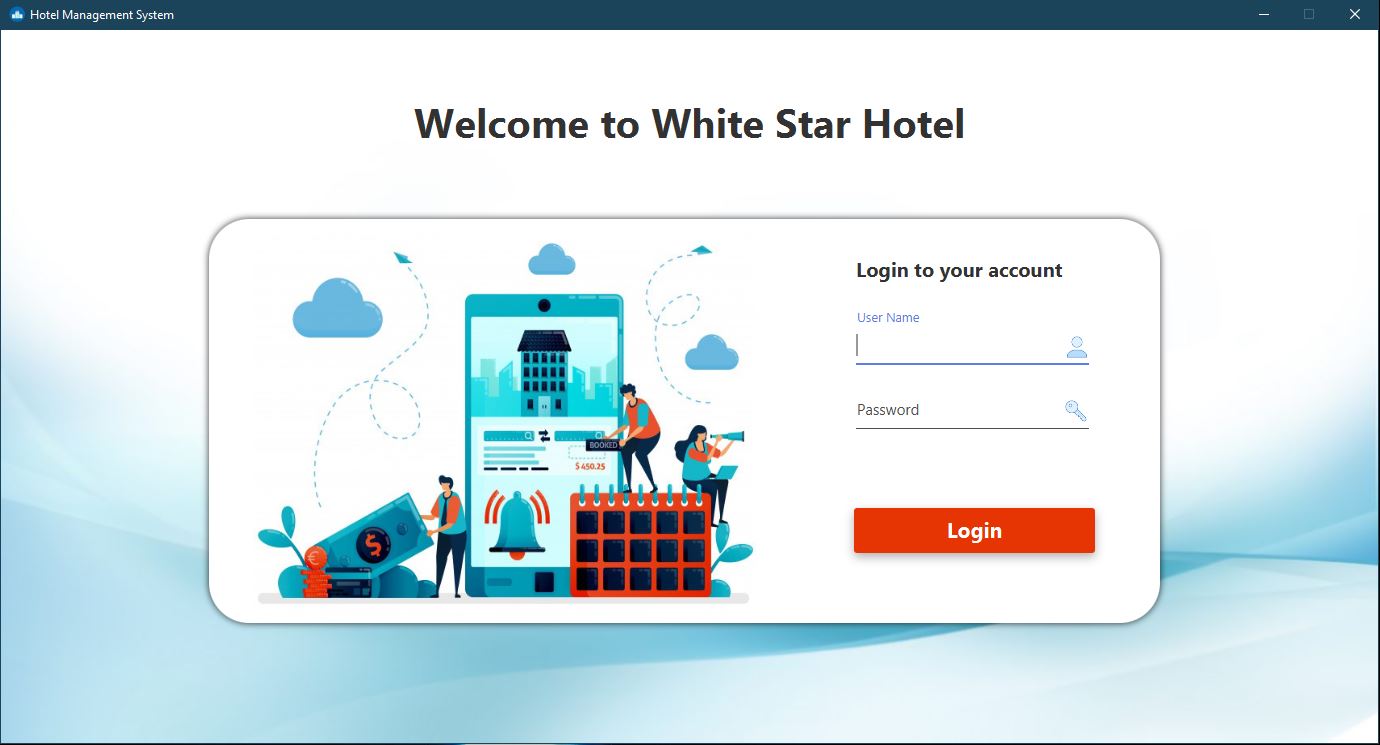 Hotel Management System
Welcome to White Star Hotel
Login to your account
User Name
Password
Login
BOOKED
$ 450.25